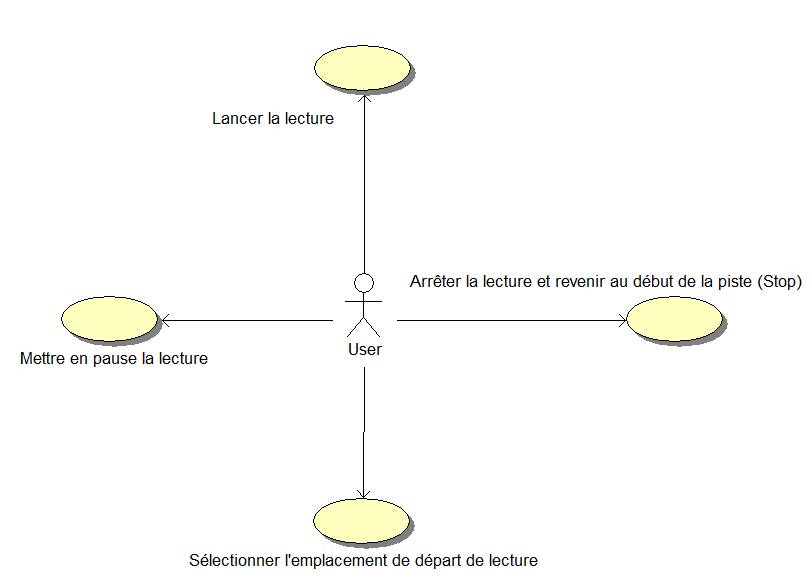 Lancer la lecture
Arrêter la lecture et revenir au début de la piste (Stop)
User
Mettre en pause la lecture
Sélectionner l'emplacement de départ de lecture